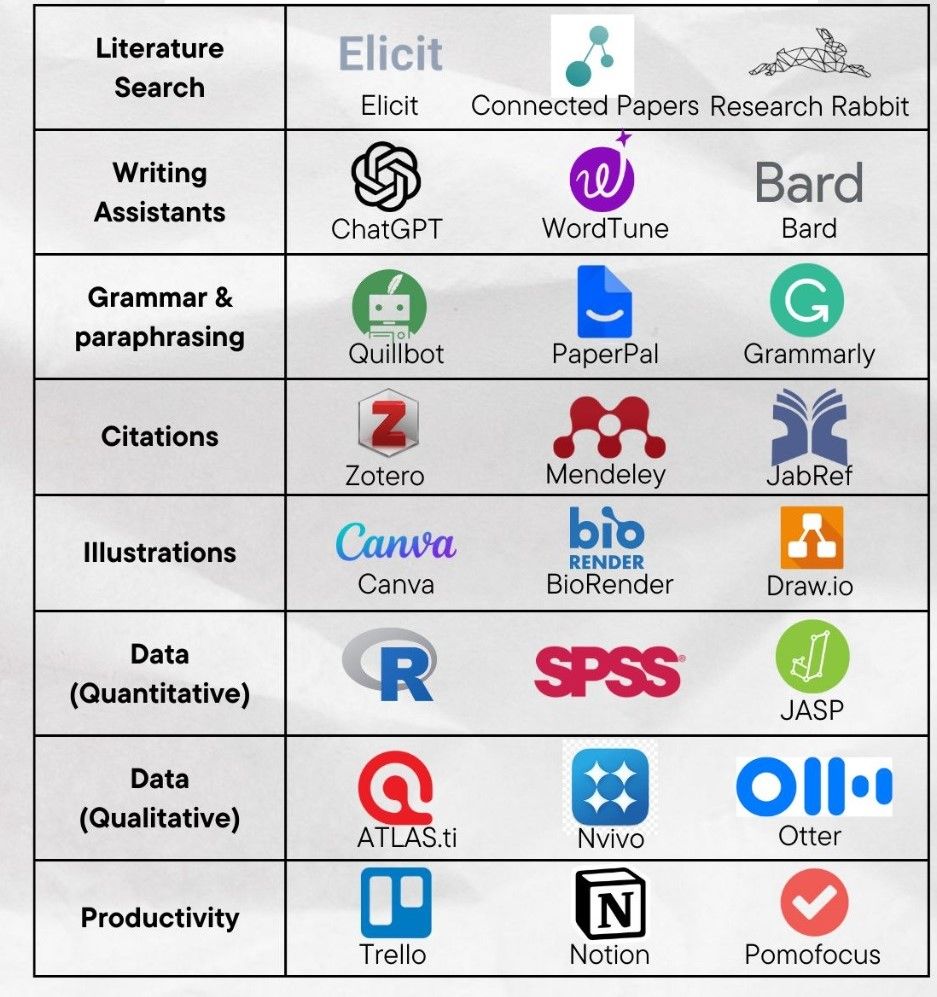 Literature
Search
Elicit
Elicit
Connected Papers
Research Rabbit
Writing
Assistants
ChatGPT
WordTune
Bard
Bard
Grammar &
paraphrasing
Quillbot
PaperPal
Grammarly
Citations
Z
Zotero
Mendeley
JabRef
Illustrations
Canva
Canva
bio
RENDER
BioRender
Draw.io
Data
(Quantitative)
R
SPSS®
JASP
Data
(Qualitative)
ATLAS.ti
Nvivo
Otter
Productivity
Trello
N
Notion
Pomofocus